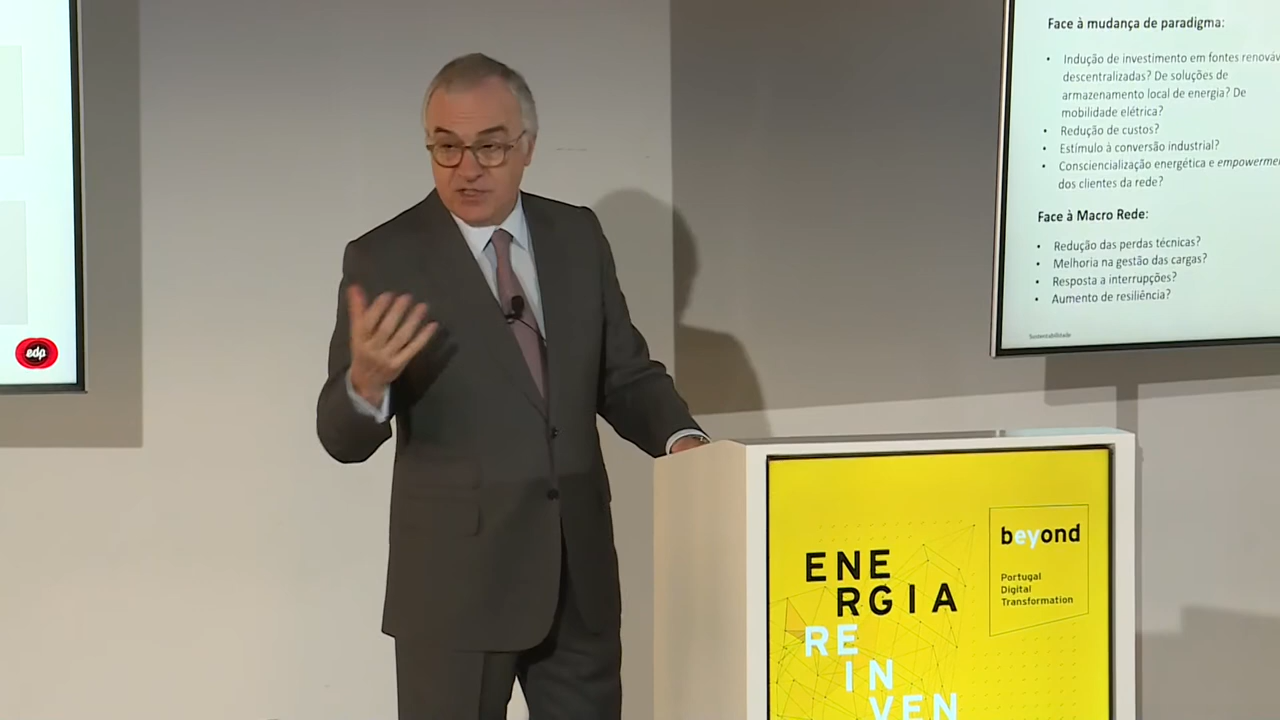 Face à mudança de paradigma:
• Indução de investimento em fontes renováv
descentralizadas? De soluções de
armazenamento local de energia? De
mobilidade elétrica?
• Redução de custos?
• Estímulo à conversão industrial?
• Consciencialização energética e empowerme
dos clientes da rede?
Face à Macro Rede:
• Redução das perdas técnicas?
• Melhoria na gestão das cargas?
• Resposta a interrupções?
• Aumento de resiliência?
Sustentabilidade
edp
beyond
Portugal
Digital
Transformation
ENE
RGIA
RE
IN
VEN